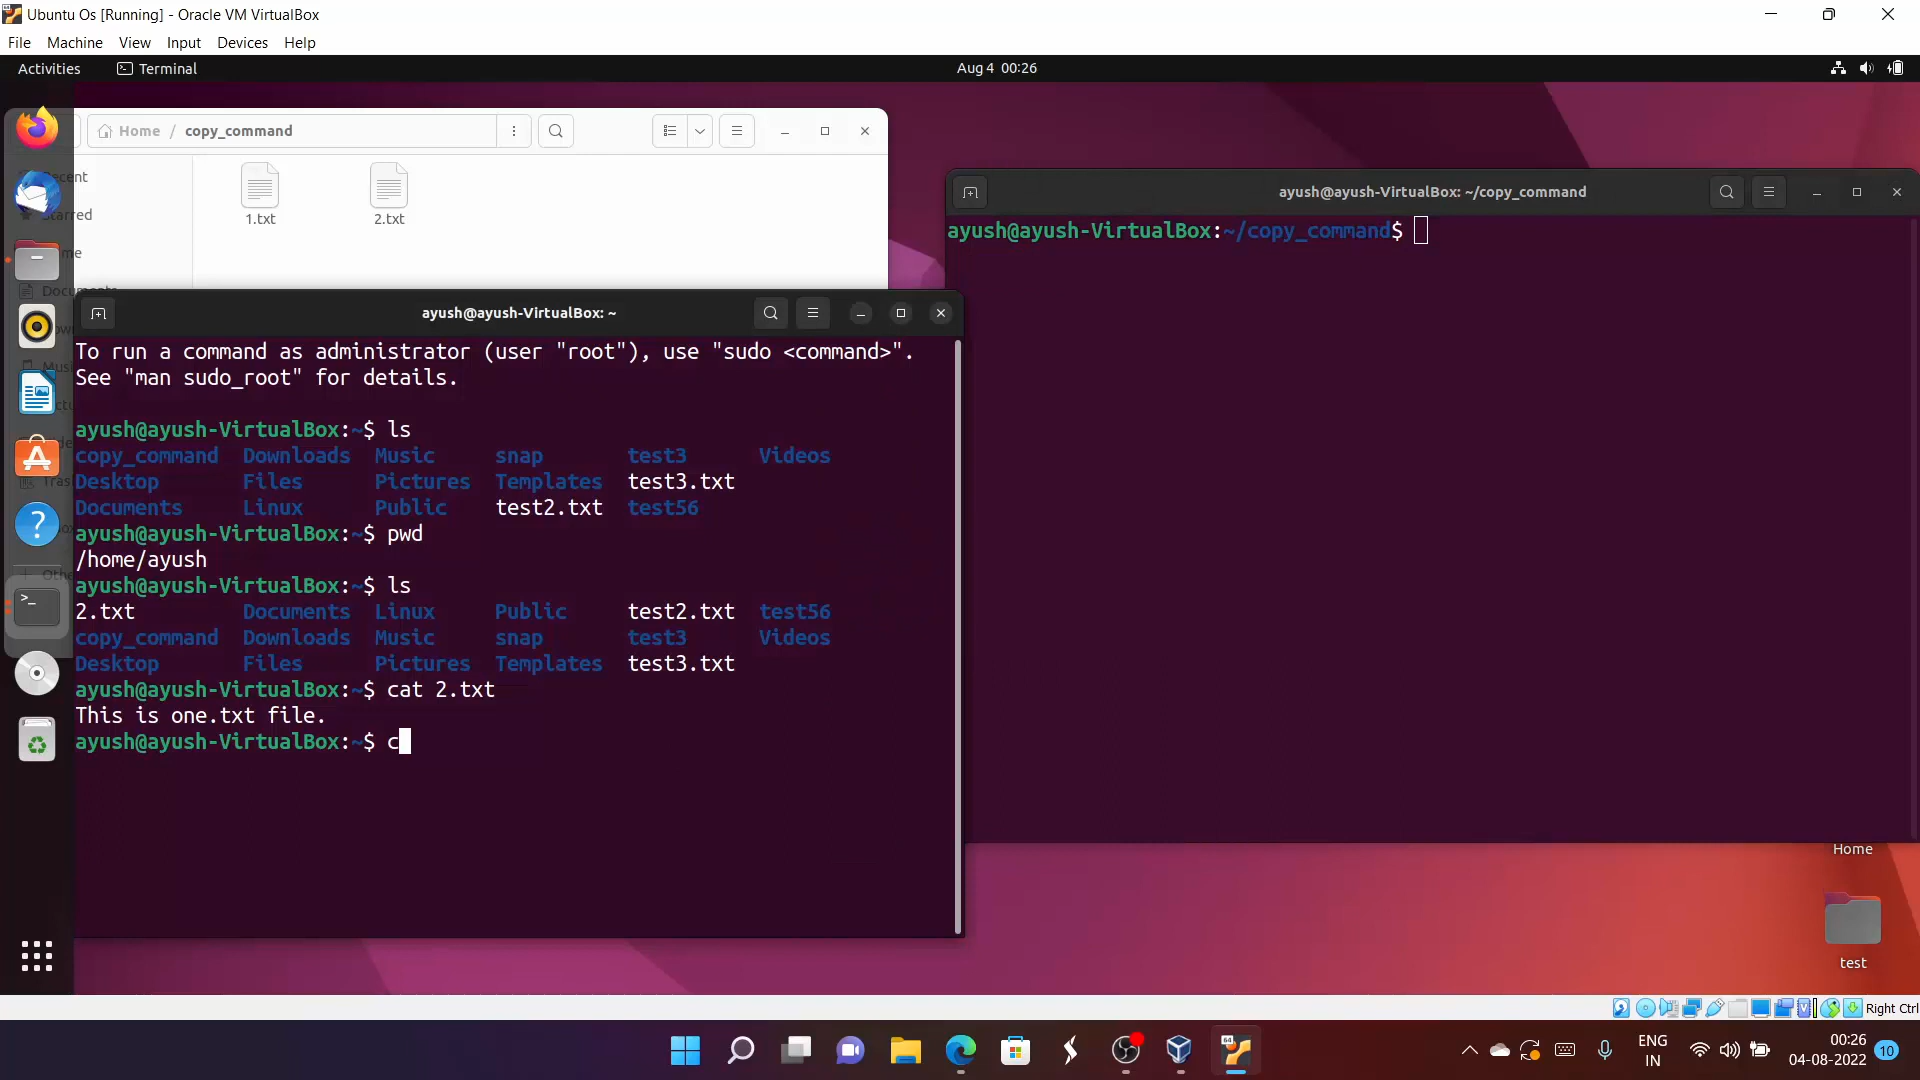 Ubuntu Os [Running] - Oracle VM VirtualBox
File Machine View Input Devices Help
Activities Terminal Aug 4 00:26
Home / copy_command
Recent
Starred
1.txt 2.txt
ayush@ayush-VirtualBox: ~/copy_command
ayush@ayush-VirtualBox:~/copy_command$
ayush@ayush-VirtualBox: ~
To run a command as administrator (user "root"), use "sudo <command>".
See "man sudo_root" for details.
ayush@ayush-VirtualBox:~$ ls
copy_command Downloads Music snap test3 Videos
Desktop Files Pictures Templates test3.txt
Documents Linux Public test2.txt test56
ayush@ayush-VirtualBox:~$ pwd
/home/ayush
ayush@ayush-VirtualBox:~$ ls
2.txt Documents Linux Public test2.txt test56
copy_command Downloads Music snap test3 Videos
Desktop Files Pictures Templates test3.txt
ayush@ayush-VirtualBox:~$ cat 2.txt
This is one.txt file.
ayush@ayush-VirtualBox:~$ c
Home
test
Right Ctrl
ENG
IN
00:26
04-08-2022
10